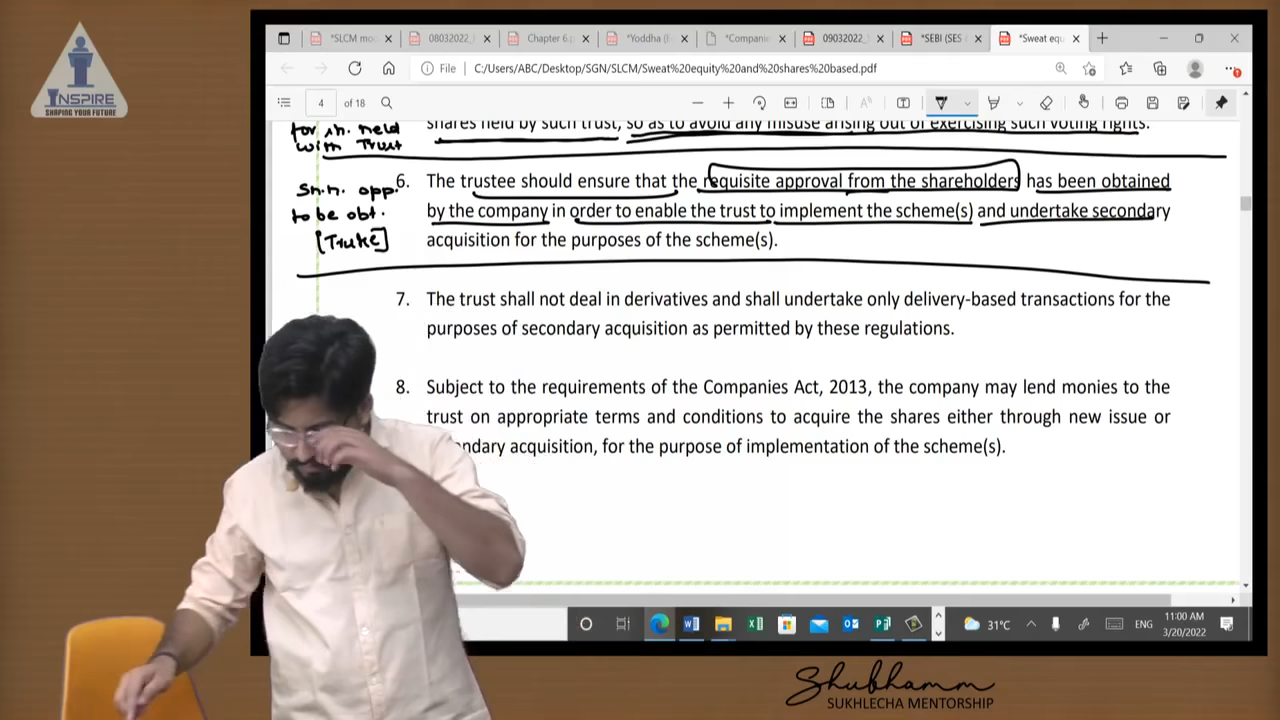 INSPIRE
SHAPING YOUR FUTURE
*SLCM mo
08032022_
Chapter 6.
*Yoddha (
*Companie
09032022_
*SEBI (SES
*Sweat equ
File
C:/Users/ABC/Desktop/SGN/SLCM/Sweat%20equity%20and%20shares%20based.pdf
4 of 18
for sh. held
with Trust
shares held by such trust, so as to avoid any misuse arising out of exercising such voting rights.
Sh.h. opp.
to be obt.
6. The trustee should ensure that the requisite approval from the shareholders has been obtained
by the company in order to enable the trust to implement the scheme(s) and undertake secondary
acquisition for the purposes of the scheme(s).
7. The trust shall not deal in derivatives and shall undertake only delivery-based transactions for the
purposes of secondary acquisition as permitted by these regulations.
8. Subject to the requirements of the Companies Act, 2013, the company may lend monies to the
trust on appropriate terms and conditions to acquire the shares either through new issue or
ndary acquisition, for the purpose of implementation of the scheme(s).
31°C
ENG
11:00 AM
3/20/2022
Shubhamm
SUKHLECHA MENTORSHIP